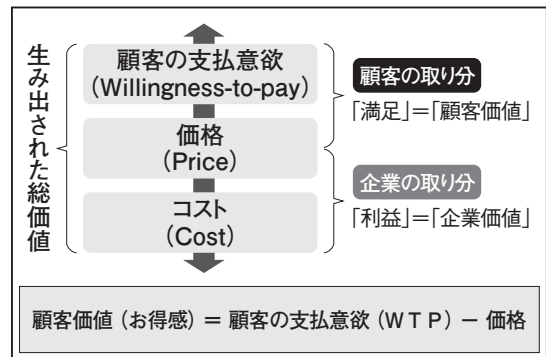 生み出された総価値
顧客の支払意欲
(Willingness-to-pay)
価格
(Price)
コスト
(Cost)
顧客の取り分
「満足」=「顧客価値」
企業の取り分
「利益」=「企業価値」
顧客価値(お得感)= 顧客の支払意欲(WTP)− 価格